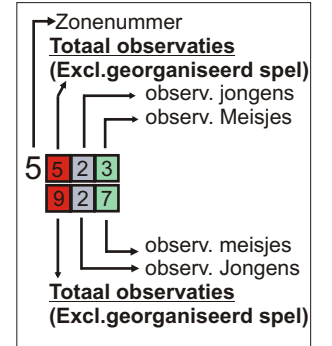 Zonenummer
Totaal observaties
(Excl.georganiseerd spel)
observ. jongens
observ. Meisjes
5 5 2 3
9 2 7
observ. meisjes
observ. Jongens
Totaal observaties
(Excl.georganiseerd spel)